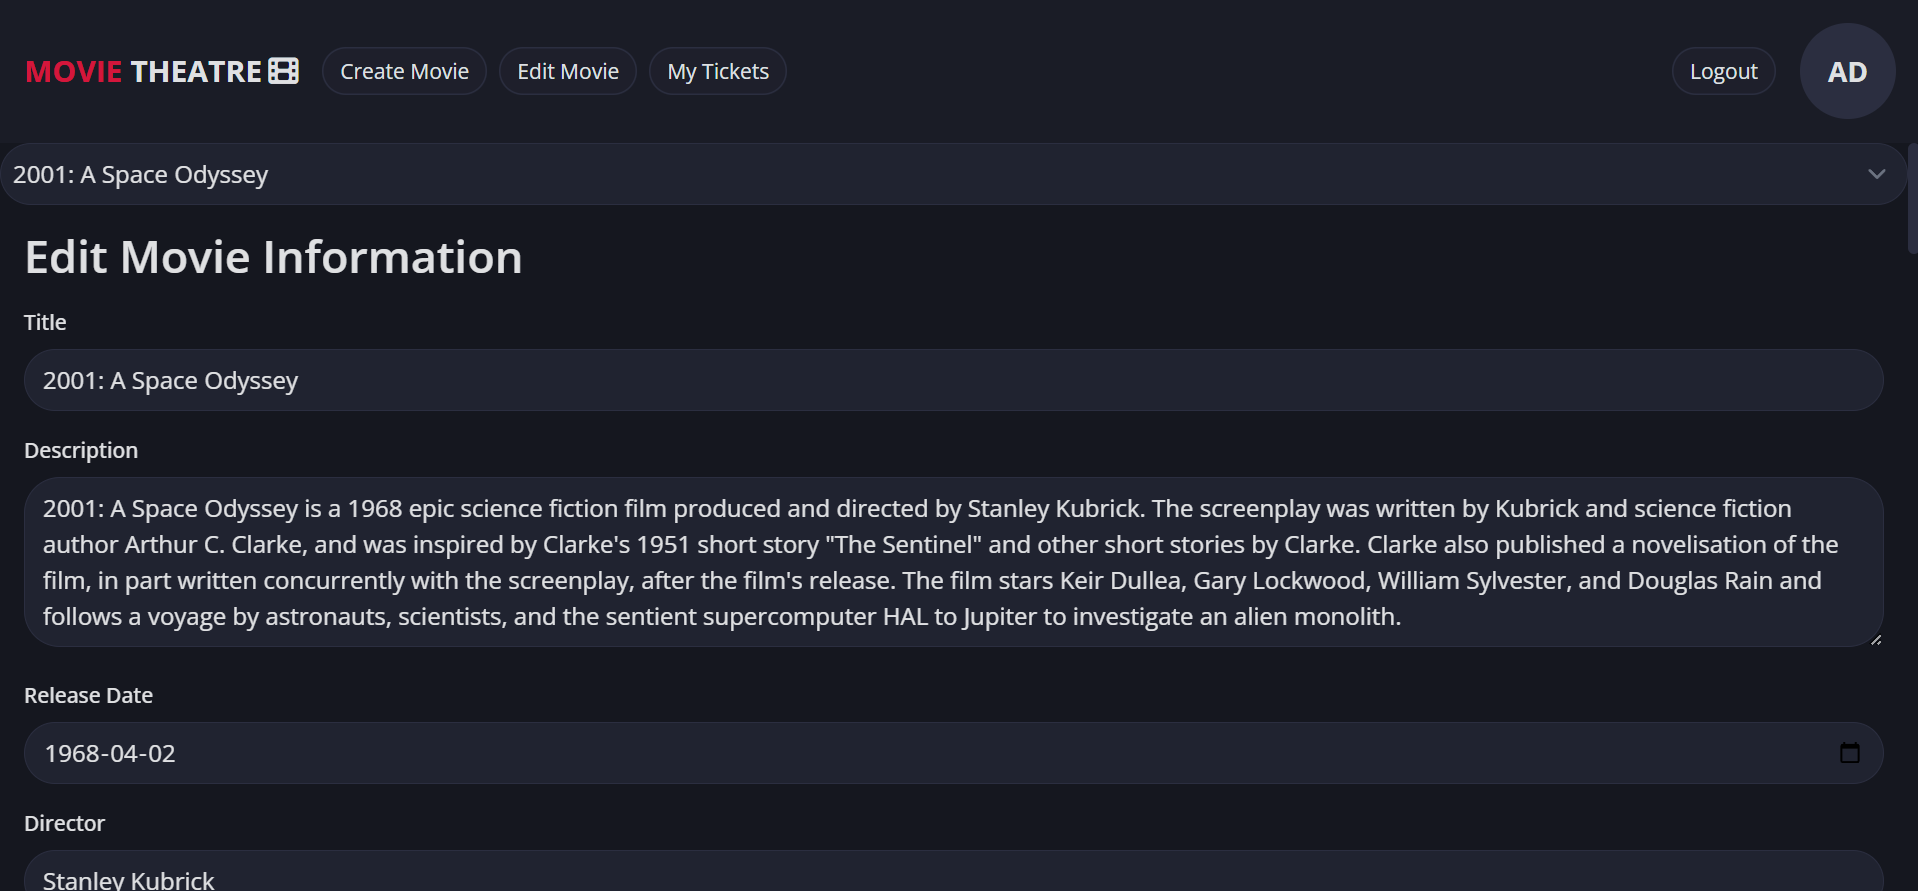 MOVIE THEATRE Create Movie Edit Movie My Tickets Logout AD
2001: A Space Odyssey
Edit Movie Information
Title
2001: A Space Odyssey
Description
2001: A Space Odyssey is a 1968 epic science fiction film produced and directed by Stanley Kubrick. The screenplay was written by Kubrick and science fiction
author Arthur C. Clarke, and was inspired by Clarke's 1951 short story "The Sentinel" and other short stories by Clarke. Clarke also published a novelisation of the
film, in part written concurrently with the screenplay, after the film's release. The film stars Keir Dullea, Gary Lockwood, William Sylvester, and Douglas Rain and
follows a voyage by astronauts, scientists, and the sentient supercomputer HAL to Jupiter to investigate an alien monolith.
Release Date
1968-04-02
Director
Stanley Kubrick